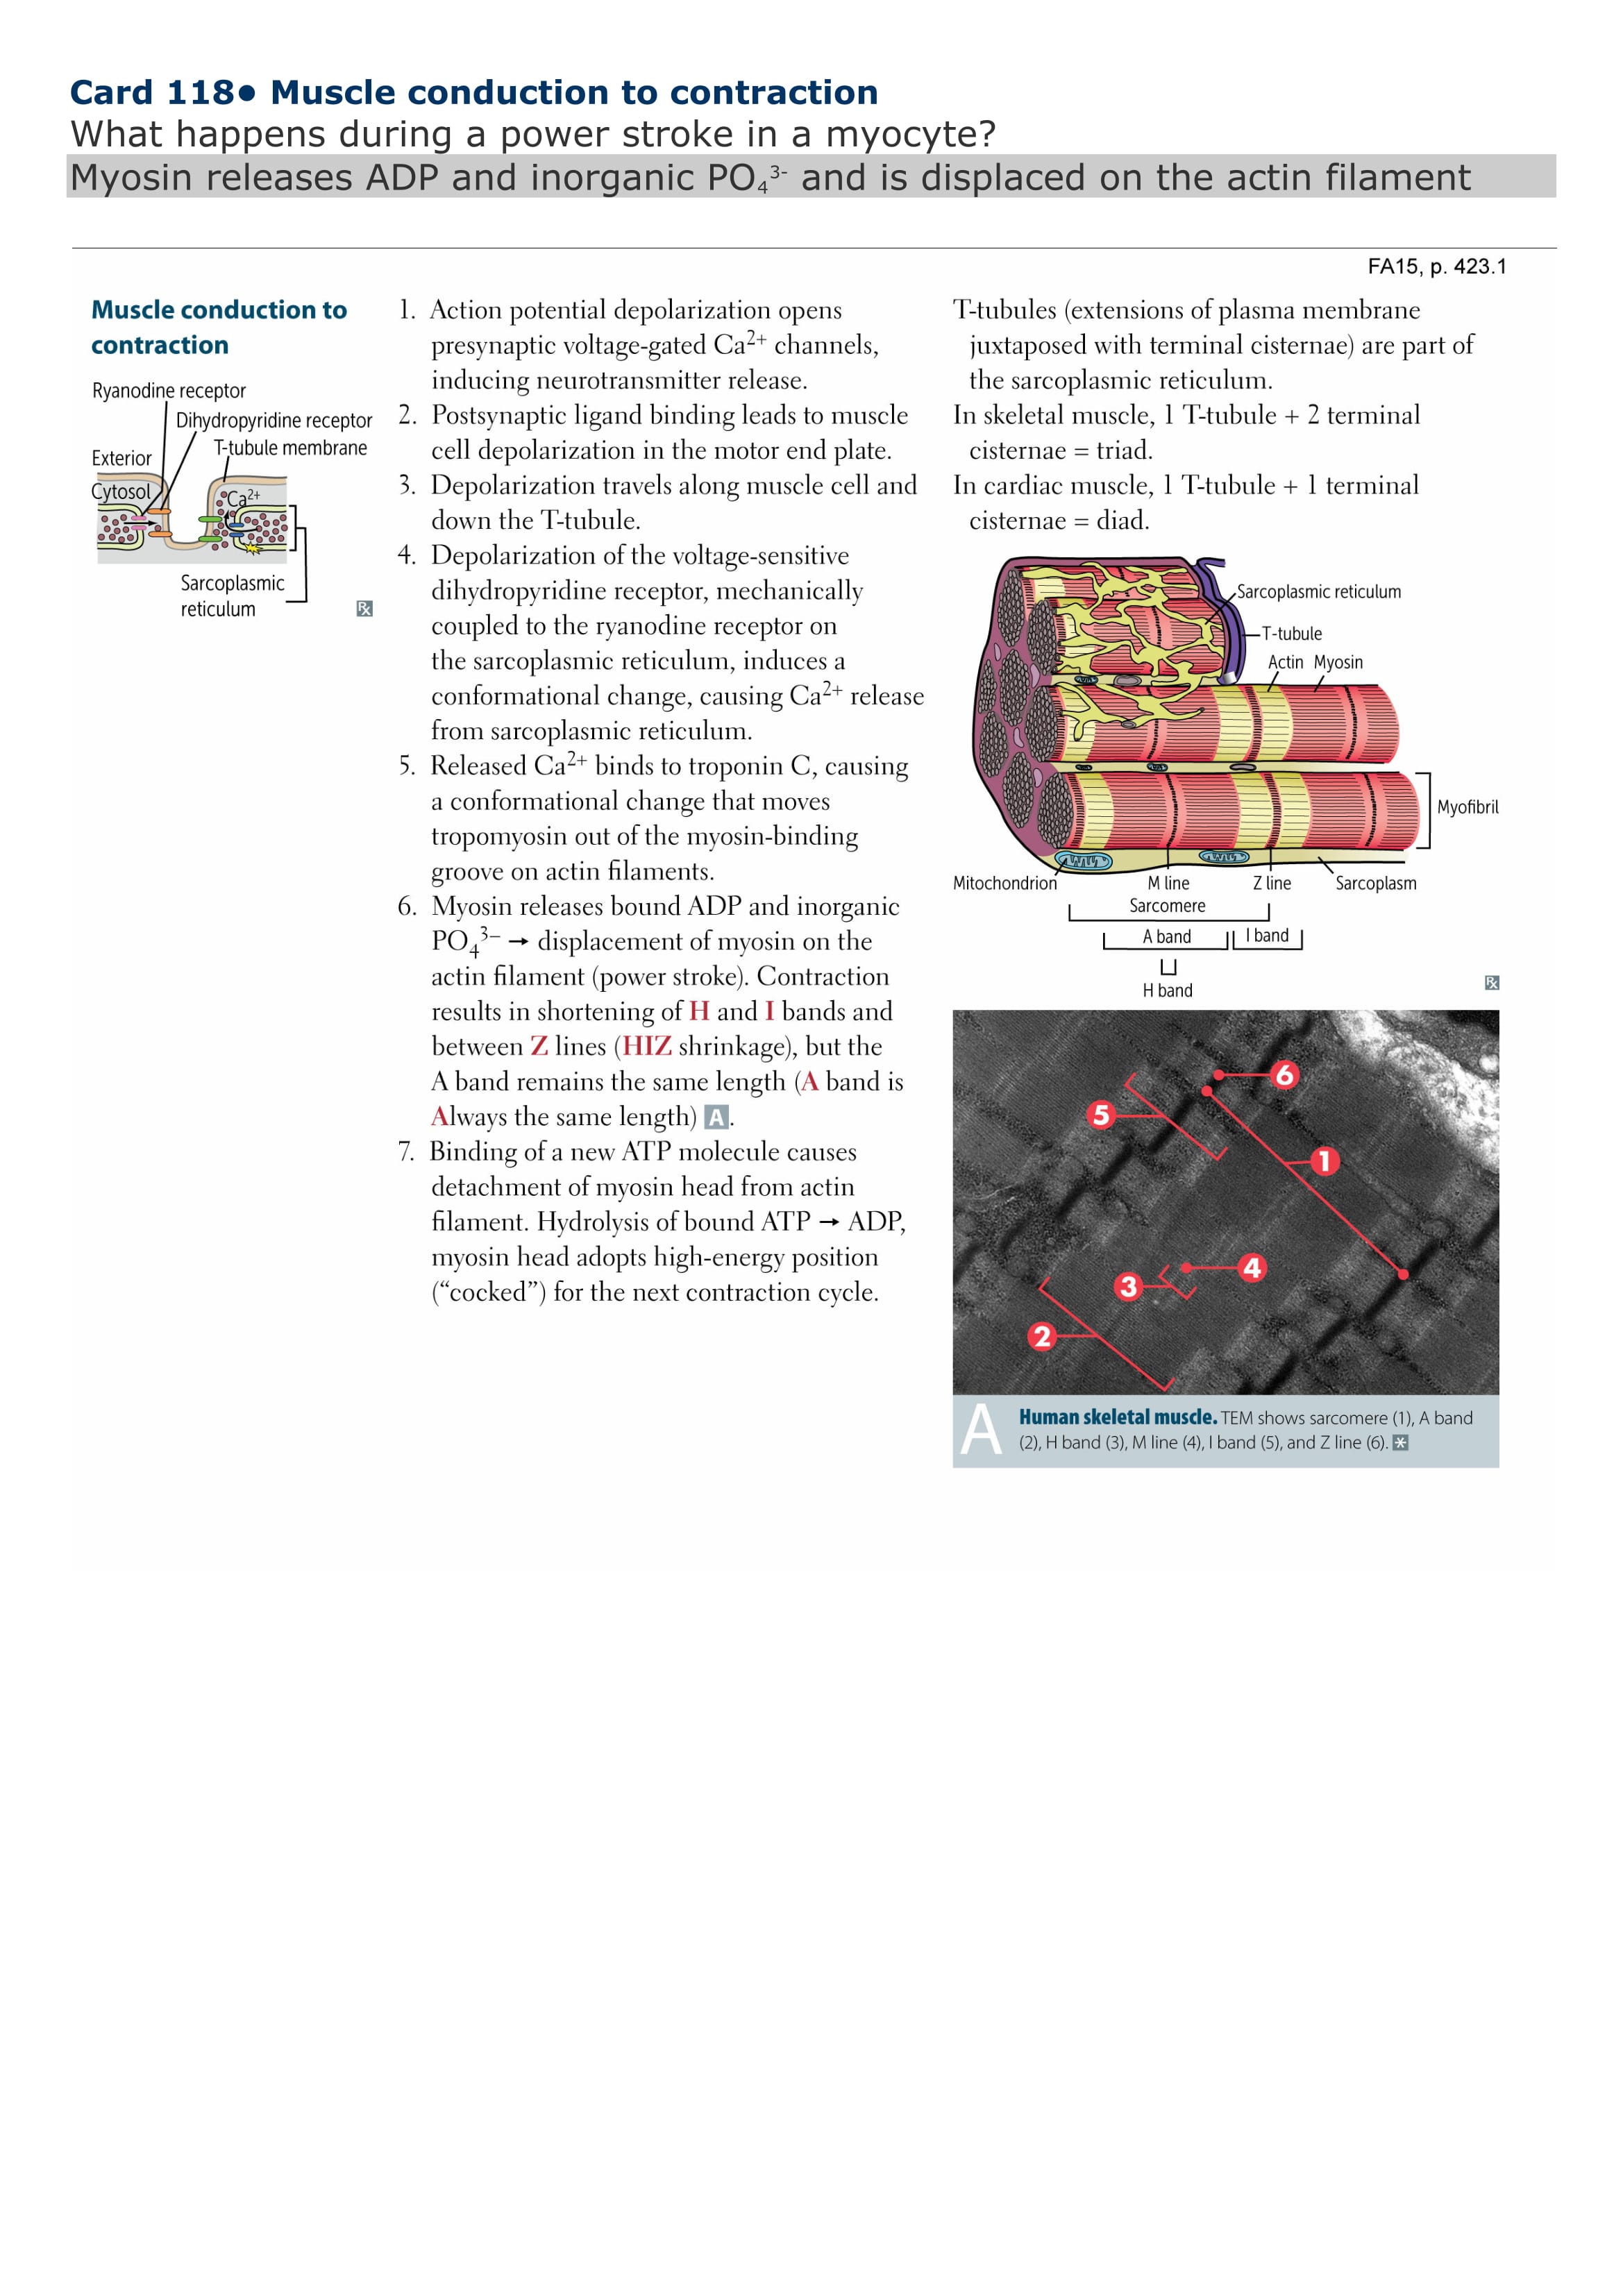 Card 118● Muscle conduction to contraction
What happens during a power stroke in a myocyte?
Myosin releases ADP and inorganic PO₄³⁻ and is displaced on the actin filament
FA15, p. 423.1
Muscle conduction to
contraction
Ryanodine receptor
Dihydropyridine receptor
T-tubule membrane
Exterior
Cytosol
Ca²⁺
Sarcoplasmic
reticulum
Rx
1. Action potential depolarization opens
presynaptic voltage-gated Ca²⁺ channels,
inducing neurotransmitter release.
2. Postsynaptic ligand binding leads to muscle
cell depolarization in the motor end plate.
3. Depolarization travels along muscle cell and
down the T-tubule.
4. Depolarization of the voltage-sensitive
dihydropyridine receptor, mechanically
coupled to the ryanodine receptor on
the sarcoplasmic reticulum, induces a
conformational change, causing Ca²⁺ release
from sarcoplasmic reticulum.
5. Released Ca²⁺ binds to troponin C, causing
a conformational change that moves
tropomyosin out of the myosin-binding
groove on actin filaments.
6. Myosin releases bound ADP and inorganic
PO₄³⁻ → displacement of myosin on the
actin filament (power stroke). Contraction
results in shortening of H and I bands and
between Z lines (HIZ shrinkage), but the
A band remains the same length (A band is
Always the same length) A.
7. Binding of a new ATP molecule causes
detachment of myosin head from actin
filament. Hydrolysis of bound ATP → ADP,
myosin head adopts high-energy position
(“cocked”) for the next contraction cycle.
T-tubules (extensions of plasma membrane
juxtaposed with terminal cisternae) are part of
the sarcoplasmic reticulum.
In skeletal muscle, 1 T-tubule + 2 terminal
cisternae = triad.
In cardiac muscle, 1 T-tubule + 1 terminal
cisternae = diad.
Sarcoplasmic reticulum
T-tubule
Actin Myosin
Myofibril
Mitochondrion
M line
Z line
Sarcoplasm
Sarcomere
A band
I band
H band
Rx
6
5
1
4
3
2
A
Human skeletal muscle. TEM shows sarcomere (1), A band
(2), H band (3), M line (4), I band (5), and Z line (6). *